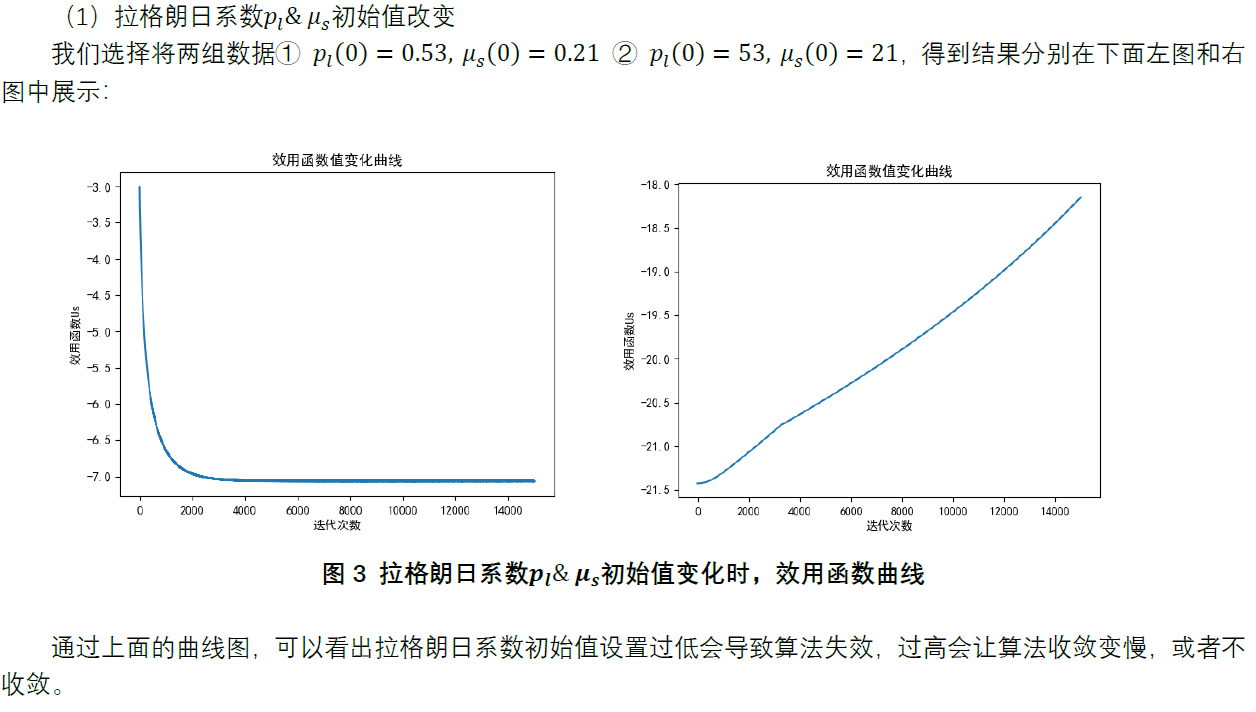 （1）拉格朗日系数𝒑𝒍& 𝝁𝒔初始值改变
我们选择将两组数据① pl(0) = 0.53, μs(0) = 0.21 ② pl(0) = 53, μs(0) = 21，得到结果分别在下面左图和右
图中展示：
效用函数值变化曲线
-3.0
-3.5
-4.0
-4.5
-5.0
-5.5
-6.0
-6.5
-7.0
效用函数Us
0 2000 4000 6000 8000 10000 12000 14000
迭代次数
效用函数值变化曲线
-18.0
-18.5
-19.0
-19.5
-20.0
-20.5
-21.0
-21.5
效用函数Us
0 2000 4000 6000 8000 10000 12000 14000
迭代次数
图 3 拉格朗日系数pl& μs初始值变化时，效用函数曲线
通过上面的曲线图，可以看出拉格朗日系数初始值设置过低会导致算法失效，过高会让算法收敛变慢，或者不
收敛。